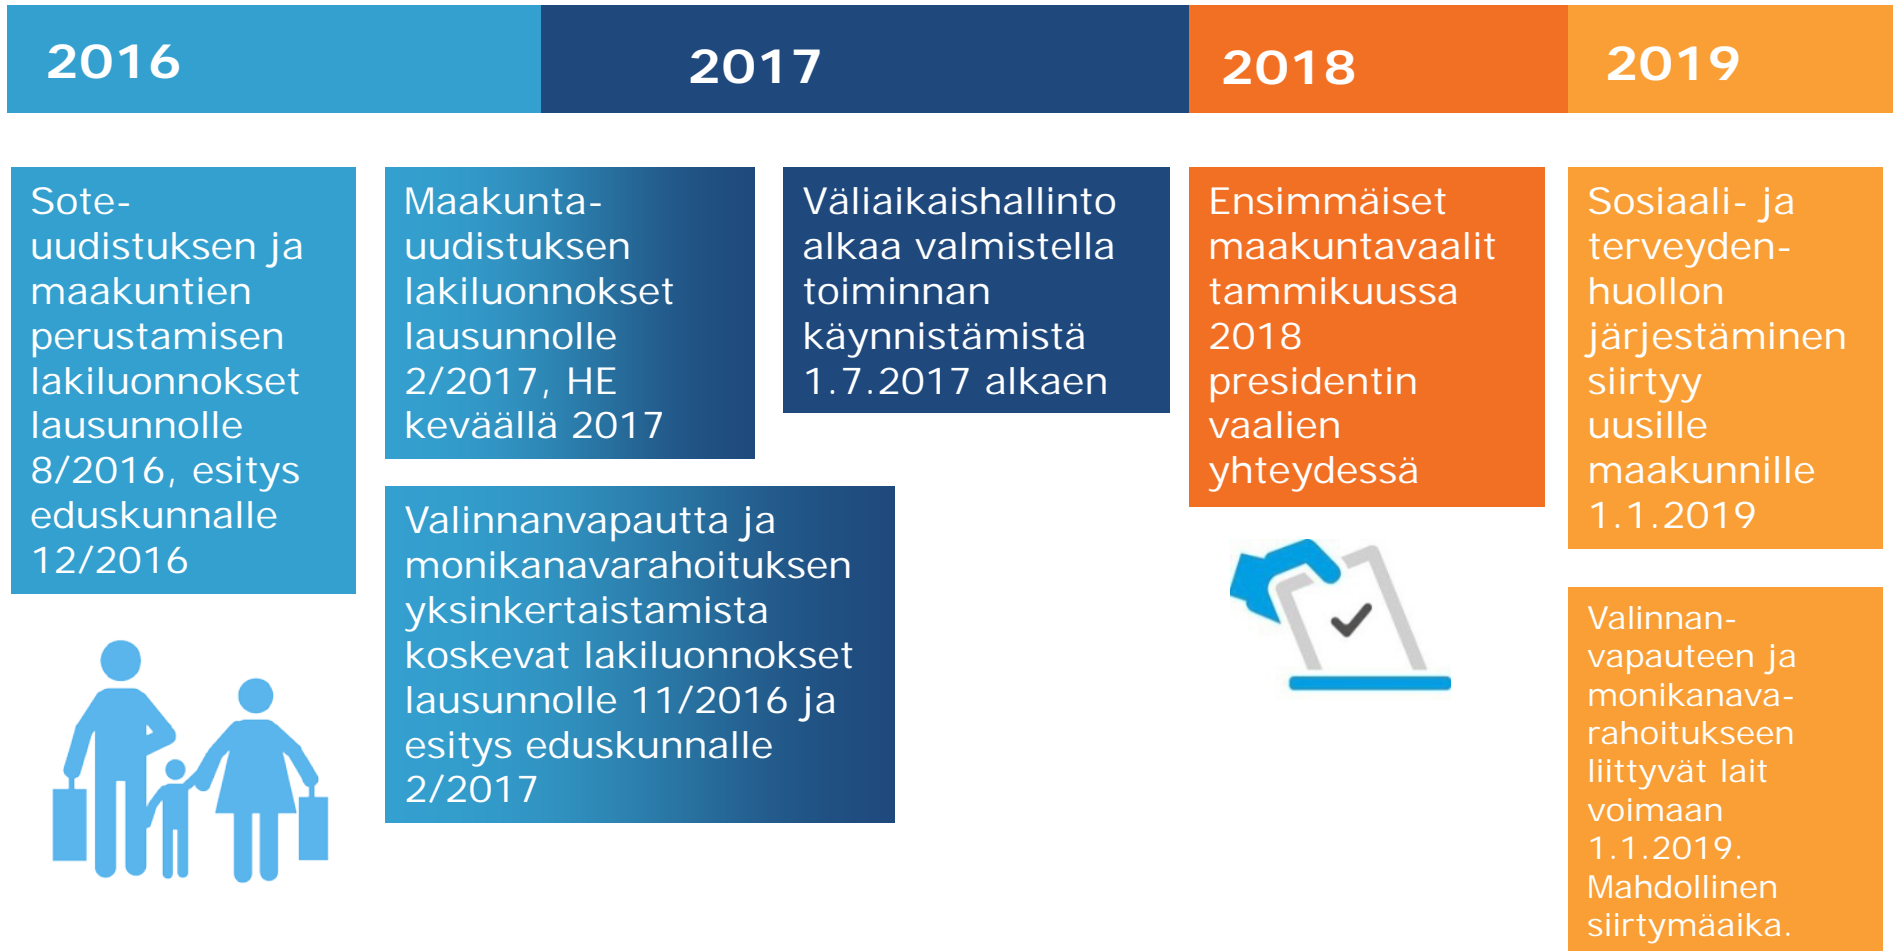 2016
2017
2018
2019
Sote-
uudistuksen ja
maakuntien
perustamisen
lakiluonnokset
lausunnolle
8/2016, esitys
eduskunnalle
12/2016
Maakunta-
uudistuksen
lakiluonnokset
lausunnolle
2/2017, HE
keväällä 2017
Valinnanvapautta ja
monikanavarahoituksen
yksinkertaistamista
koskevat lakiluonnokset
lausunnolle 11/2016 ja
esitys eduskunnalle
2/2017
Väliaikaishallinto
alkaa valmistella
toiminnan
käynnistämistä
1.7.2017 alkaen
Ensimmäiset
maakuntavaalit
tammikuussa
2018
presidentin
vaalien
yhteydessä
Sosiaali- ja
terveyden-
huollon
järjestäminen
siirtyy
uusille
maakunnille
1.1.2019
Valinnan-
vapauteen ja
monikanava-
rahoitukseen
liittyvät lait
voimaan
1.1.2019.
Mahdollinen
siirtymäaika.